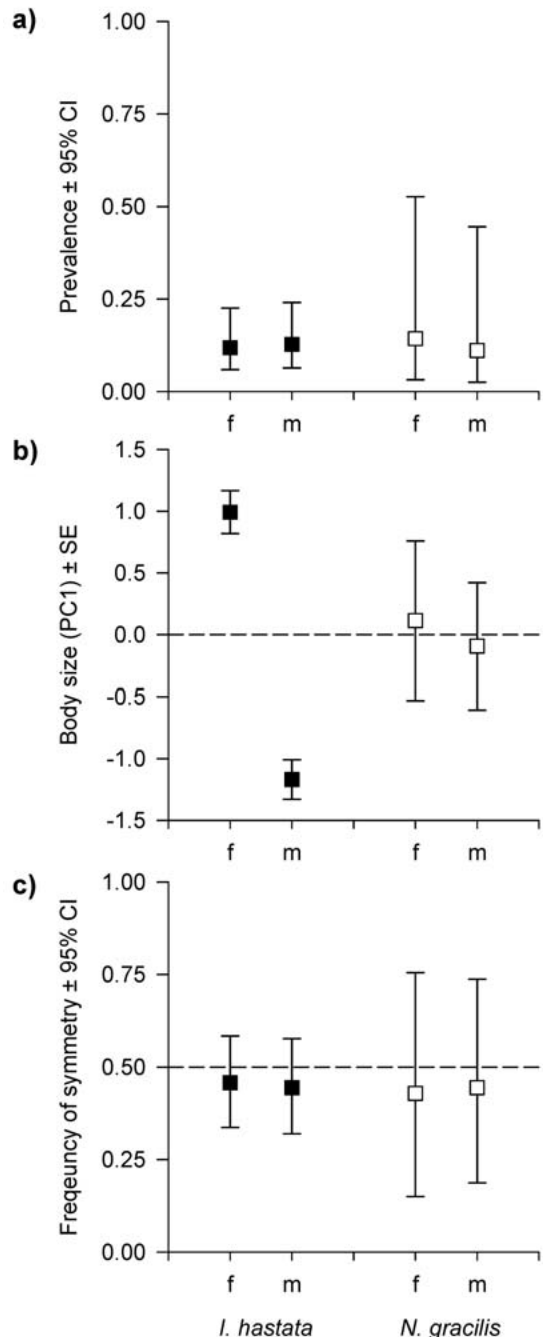 a)
Prevalence ± 95% CI
1.00
0.75
0.50
0.25
0.00
f m f m
b)
Body size (PC1) ± SE
1.5
1.0
0.5
0.0
-0.5
-1.0
-1.5
f m f m
c)
Freqeuncy of symmetry ± 95% CI
1.00
0.75
0.50
0.25
0.00
f m f m
I. hastata N. gracilis